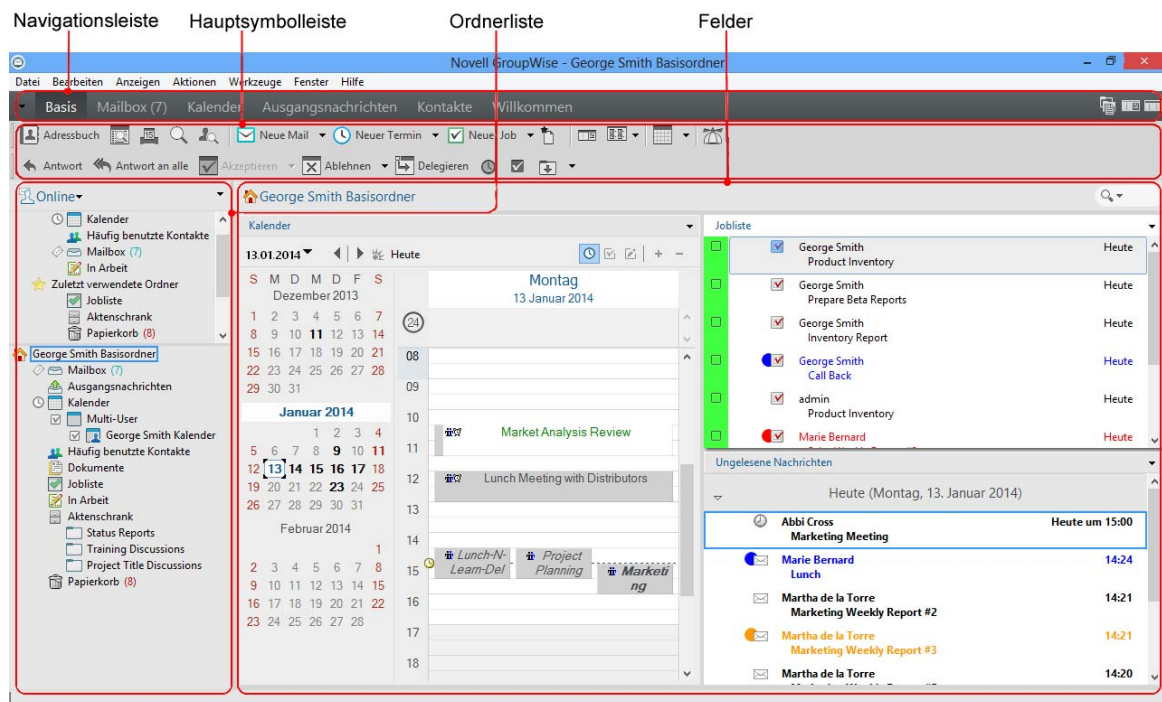 Navigationsleiste Hauptsymbolleiste Ordnerliste Felder
Novell GroupWise - George Smith Basisordner
Datei Bearbeiten Anzeigen Aktionen Werkzeuge Fenster Hilfe
Basis Mailbox (7) Kalender Ausgangsnachrichten Kontakte Willkommen
Adressbuch Neue Mail Neuer Termin Neuer Job
Antwort Antwort an alle Akzeptieren Ablehnen Delegieren
Online
Kalender
Häufig benutzte Kontakte
Mailbox (7)
In Arbeit
Zuletzt verwendete Ordner
Jobliste
Aktenschrank
Papierkorb (8)
George Smith Basisordner
Mailbox (7)
Ausgangsnachrichten
Kalender
Multi-User
George Smith Kalender
Häufig benutzte Kontakte
Dokumente
Jobliste
In Arbeit
Aktenschrank
Status Reports
Training Discussions
Project Title Discussions
Papierkorb (8)
George Smith Basisordner
Kalender
13.01.2014 Heute
S M D M D F S
Dezember 2013
1 2 3 4 5 6 7
8 9 10 11 12 13 14
15 16 17 18 19 20 21
22 23 24 25 26 27 28
29 30 31
Januar 2014
1 2 3 4
5 6 7 8 9 10 11
12 13 14 15 16 17 18
19 20 21 22 23 24 25
26 27 28 29 30 31
Februar 2014
1
2 3 4 5 6 7 8
9 10 11 12 13 14 15
16 17 18 19 20 21 22
23 24 25 26 27 28
Montag
13 Januar 2014
24
08
09
10
Market Analysis Review
11
12 Lunch Meeting with Distributors
13
14
Lunch-N-
Learn-Del
Project
Planning
Marketi
ng
15
16
17
18
Jobliste
George Smith Heute
Product Inventory
George Smith Heute
Prepare Beta Reports
George Smith Heute
Inventory Report
George Smith Heute
Call Back
admin Heute
Product Inventory
Marie Bernard Heute
Ungelesene Nachrichten
Heute (Montag, 13. Januar 2014)
Abbi Cross Heute um 15:00
Marketing Meeting
Marie Bernard 14:24
Lunch
Martha de la Torre 14:21
Marketing Weekly Report #2
Martha de la Torre 14:21
Marketing Weekly Report #3
Martha de la Torre 14:20